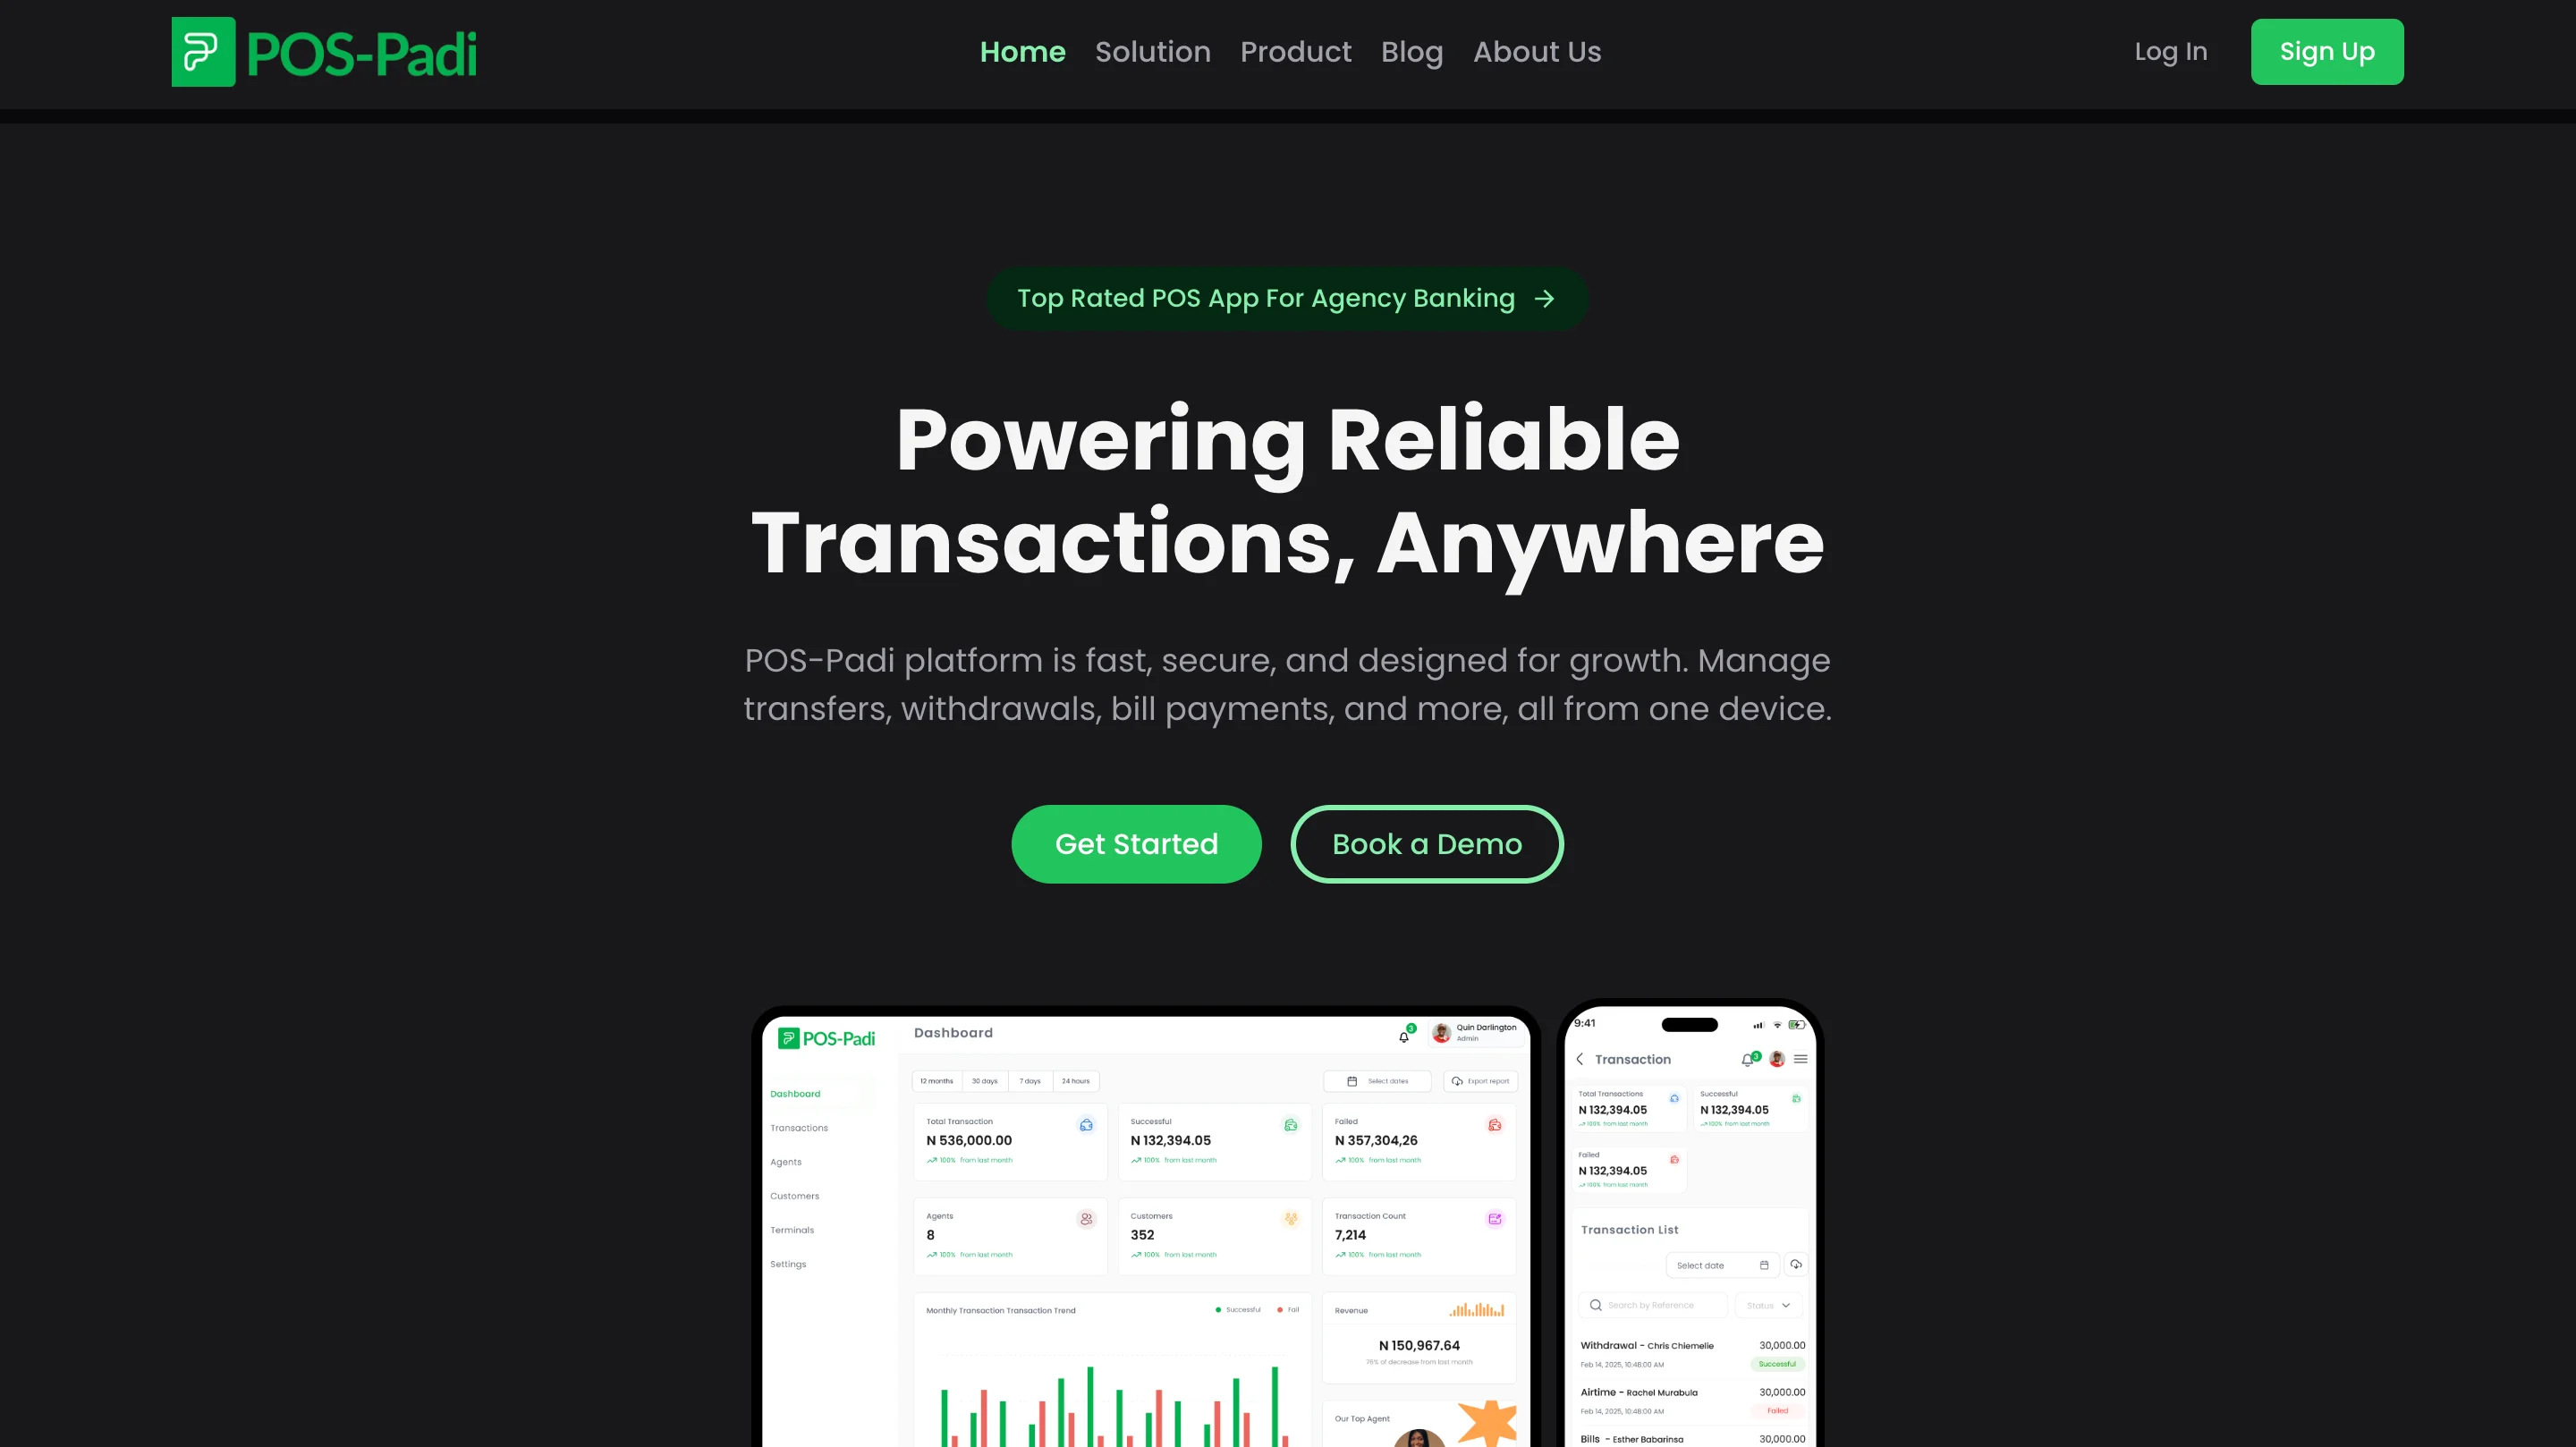 POS-Padi
Home Solution Product Blog About Us
Log In
Sign Up
Top Rated POS App For Agency Banking
Powering Reliable
Transactions, Anywhere
POS-Padi platform is fast, secure, and designed for growth. Manage
transfers, withdrawals, bill payments, and more, all from one device.
Get Started
Book a Demo
POS-Padi
Dashboard
Transactions
Agents
Customers
Terminals
Settings
Dashboard
3
Quin Darlington
Admin
12 months 30 days 7 days 24 hours
Select dates
Export report
Total Transaction
N 536,000.00
100% from last month
Successful
N 132,394.05
100% from last month
Failed
N 357,304,26
100% from last month
Agents
8
100% from last month
Customers
352
100% from last month
Transaction Count
7,214
100% from last month
Monthly Transaction Transaction Trend
Successful Fail
Revenue
N 150,967.64
76% of decrease from last month
Our Top Agent
9:41
Transaction
3
Total Transactions
N 132,394.05
100% from last month
Successful
N 132,394.05
100% from last month
Failed
N 132,394.05
100% from last month
Transaction List
Select date
Search by Reference
Status
Withdrawal - Chris Chiemelie 30,000.00
Feb 14, 2025, 10:48:00 AM Successful
Airtime - Rachel Murabula 30,000.00
Feb 14, 2025, 10:48:00 AM Failed
Bills - Esther Babarinsa 30,000.00